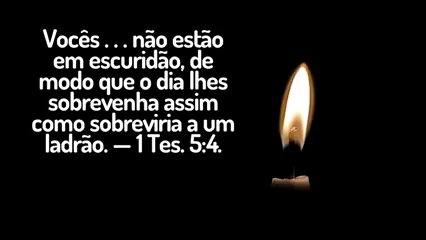 Vocês . . . não estão
em escuridão, de
modo que o dia lhes
sobrevenha assim
como sobreviria a um
ladrão. — 1 Tes. 5:4.